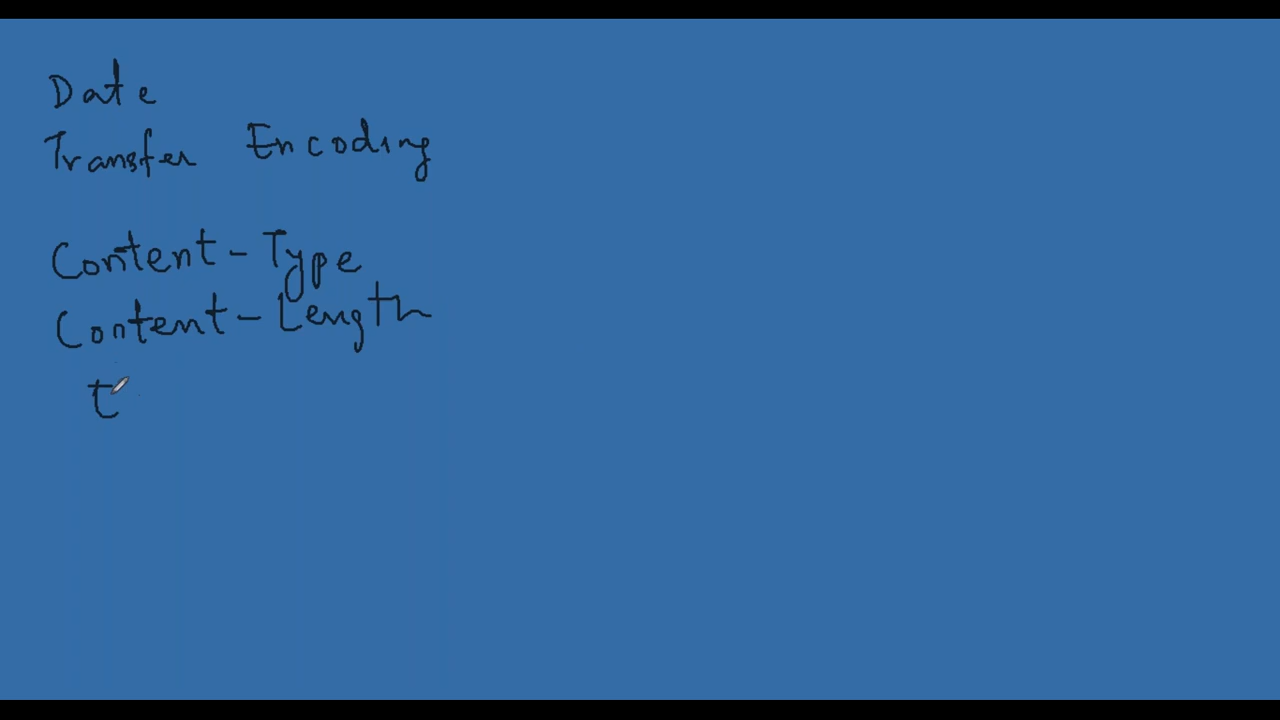 Date
Transfer Encoding
Content-Type
Content-Length
t